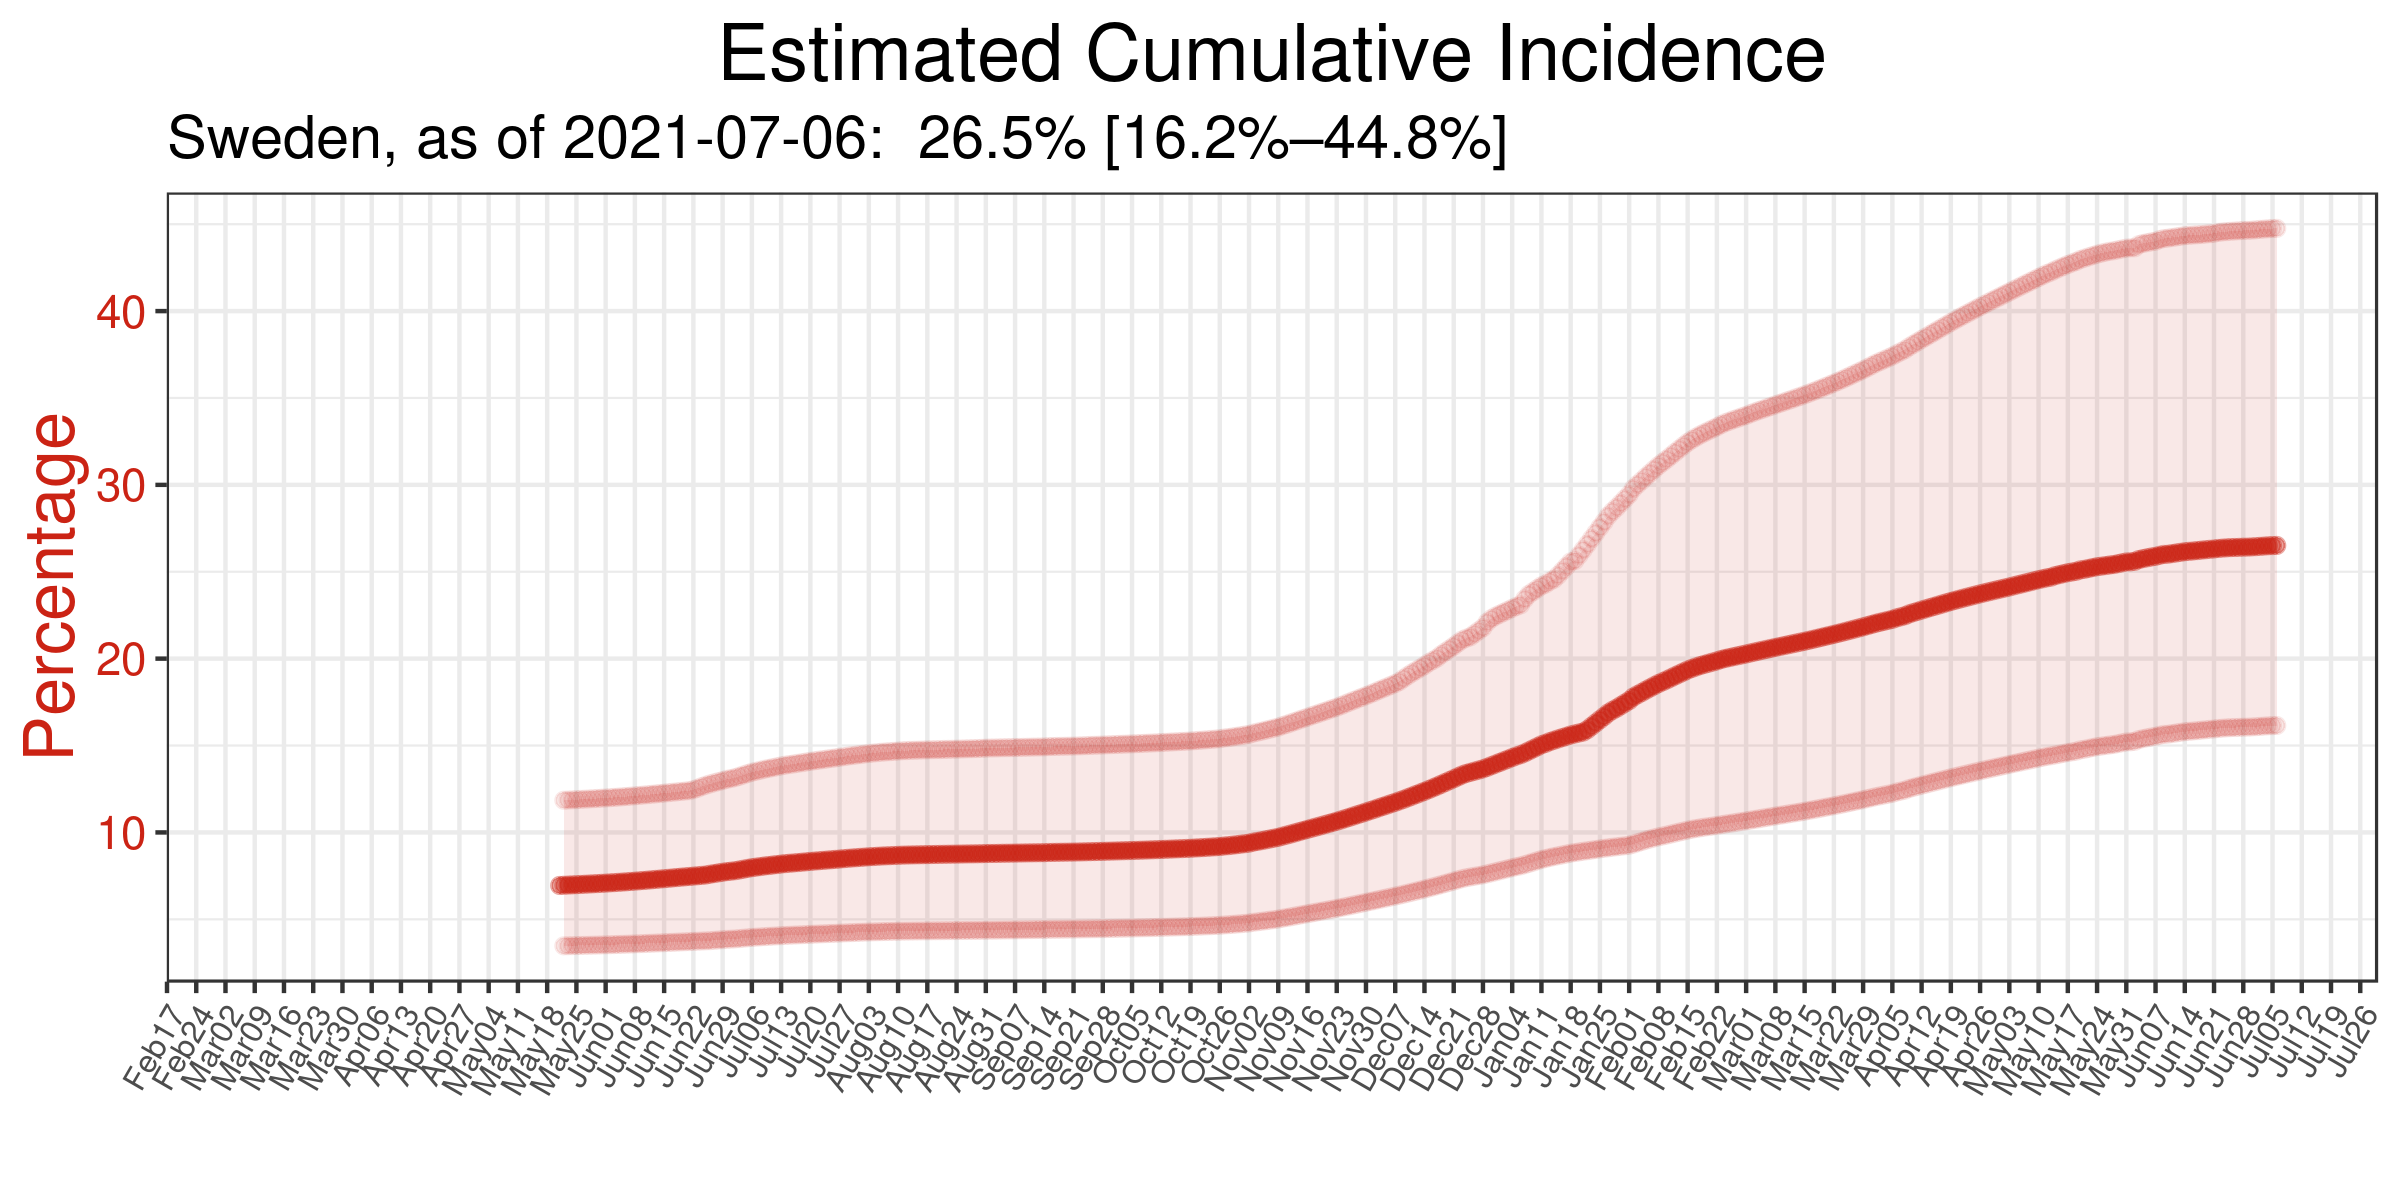 Estimated Cumulative Incidence
Sweden, as of 2021-07-06:  26.5% [16.2%–44.8%]
Percentage
40
30
20
10
Feb17
Feb24
Mar02
Mar09
Mar16
Mar23
Mar30
Apr06
Apr13
Apr20
Apr27
May04
May11
May18
May25
Jun01
Jun08
Jun15
Jun22
Jun29
Jul06
Jul13
Jul20
Jul27
Aug03
Aug10
Aug17
Aug24
Aug31
Sep07
Sep14
Sep21
Sep28
Oct05
Oct12
Oct19
Oct26
Nov02
Nov09
Nov16
Nov23
Nov30
Dec07
Dec14
Dec21
Dec28
Jan04
Jan11
Jan18
Jan25
Feb01
Feb08
Feb15
Feb22
Mar01
Mar08
Mar15
Mar22
Mar29
Apr05
Apr12
Apr19
Apr26
May03
May10
May17
May24
May31
Jun07
Jun14
Jun21
Jun28
Jul05
Jul12
Jul19
Jul26